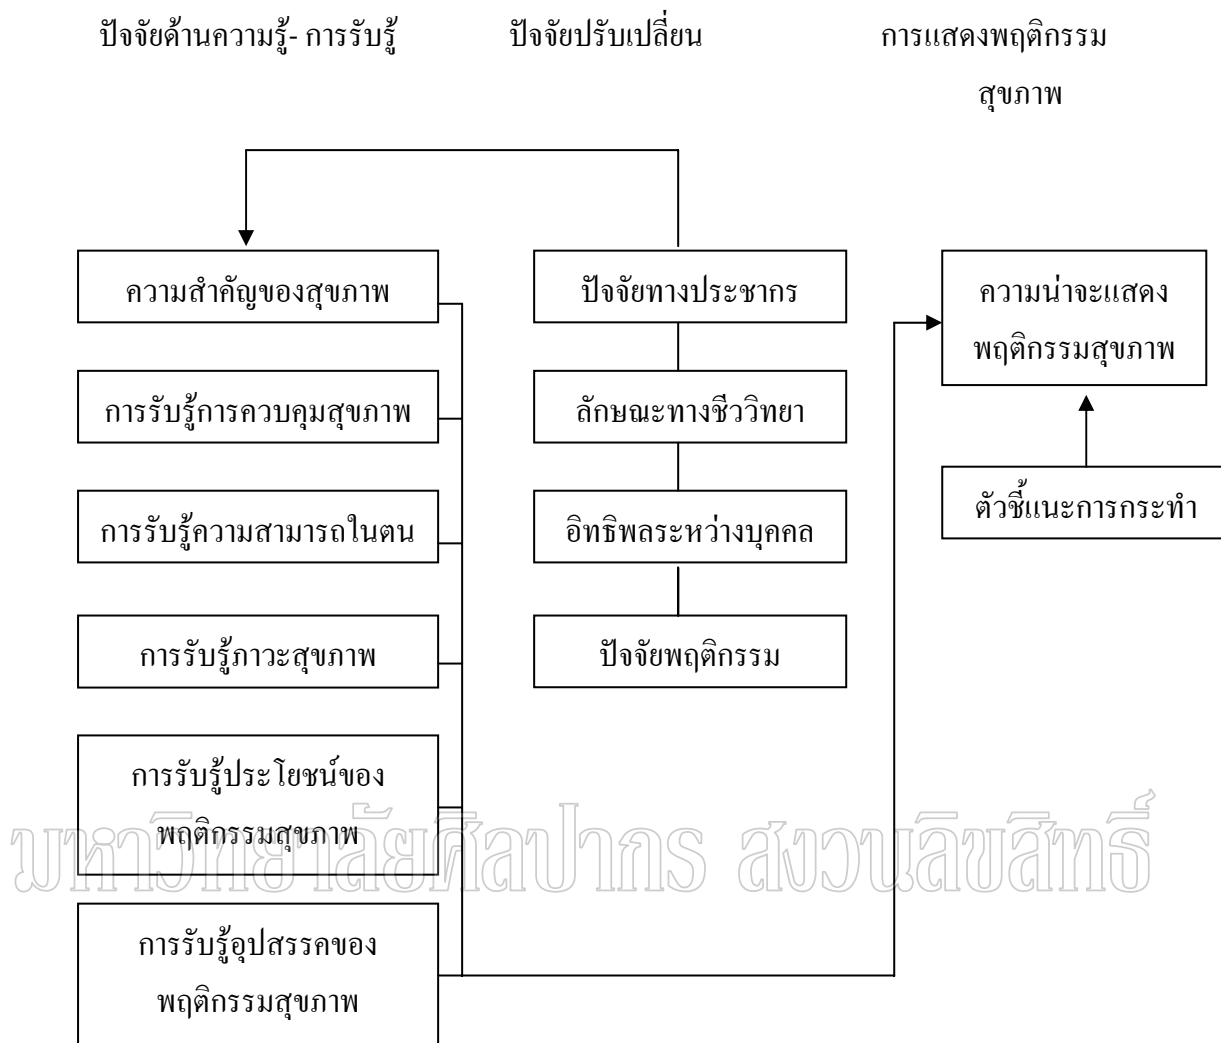 ปัจจัยด้านความรู้- การรับรู้
ปัจจัยปรับเปลี่ยน
การแสดงพฤติกรรม
สุขภาพ
ความสำคัญของสุขภาพ
การรับรู้การควบคุมสุขภาพ
การรับรู้ความสามารถในตน
การรับรู้ภาวะสุขภาพ
การรับรู้ประโยชน์ของ
พฤติกรรมสุขภาพ
การรับรู้อุปสรรคของ
พฤติกรรมสุขภาพ
ปัจจัยทางประชากร
ลักษณะทางชีววิทยา
อิทธิพลระหว่างบุคคล
ปัจจัยพฤติกรรม
ความน่าจะแสดง
พฤติกรรมสุขภาพ
ตัวชี้แนะการกระทำ
มหาวิทยาลัยศิลปากร สงวนลิขสิทธิ์